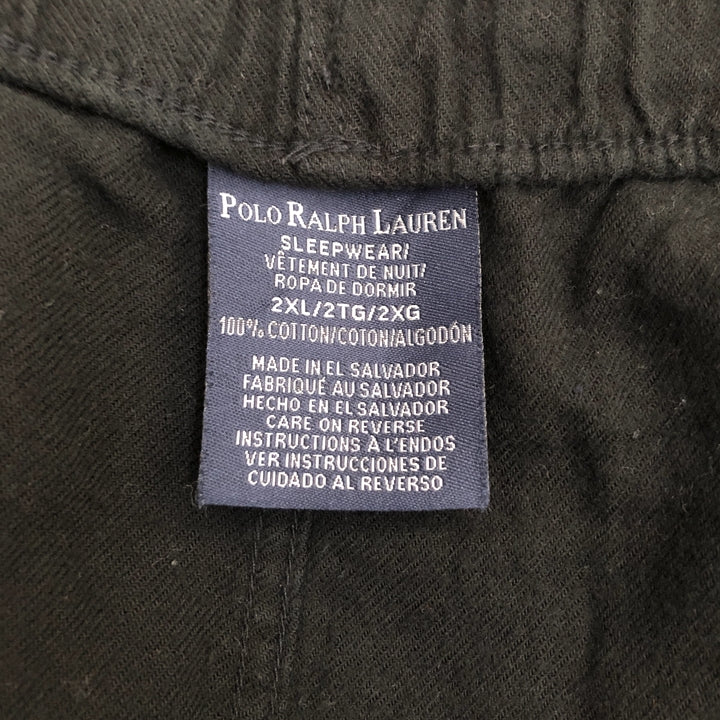 POLO RALPH LAUREN
SLEEPWEAR/
VÊTEMENT DE NUIT/
ROPA DE DORMIR
2XL/2TG/2XG
100% COTTON/COTON/ALGODÓN
MADE IN EL SALVADOR
FABRIQUÉ AU SALVADOR
HECHO EN EL SALVADOR
CARE ON REVERSE
INSTRUCTIONS À L'ENDOS
VER INSTRUCCIONES DE
CUIDADO AL REVERSO